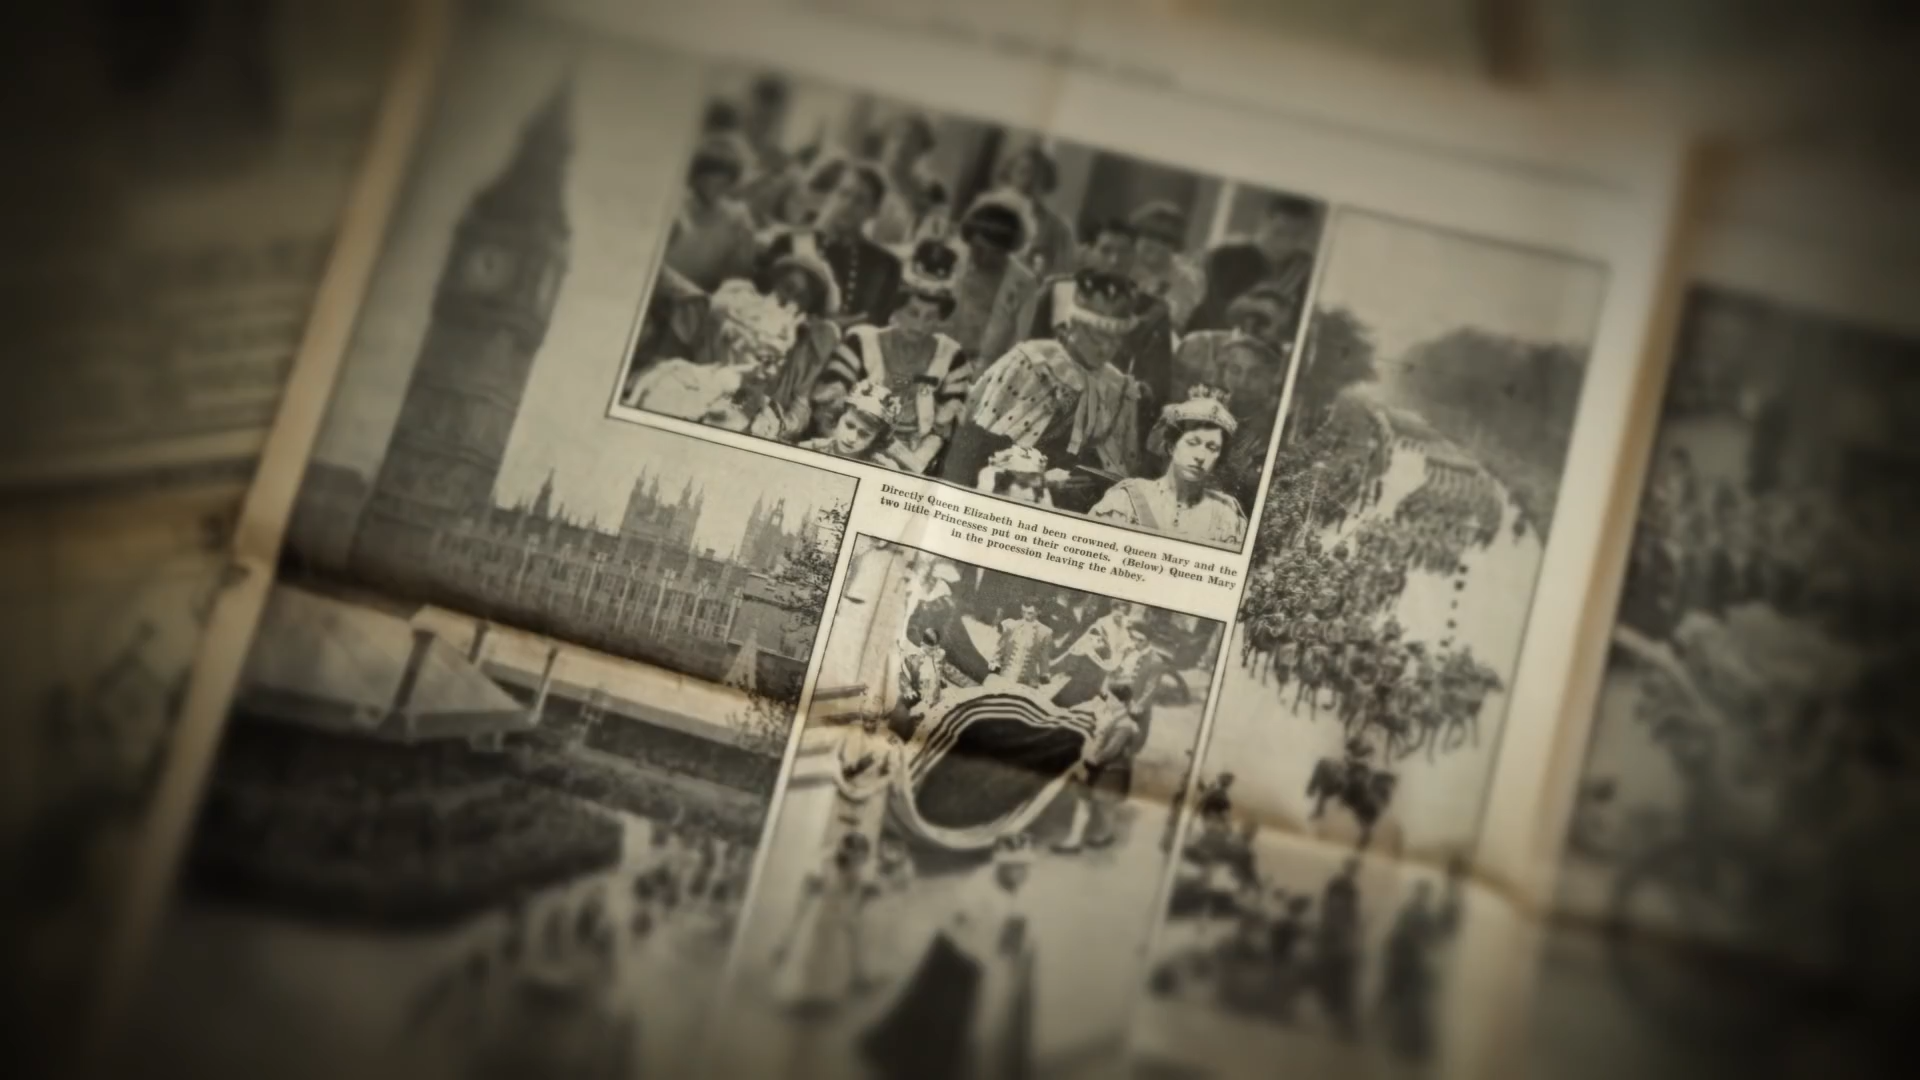 Directly Queen Elizabeth had been crowned, Queen Mary and the
two little Princesses put on their coronets. (Below) Queen Mary
in the procession leaving the Abbey.